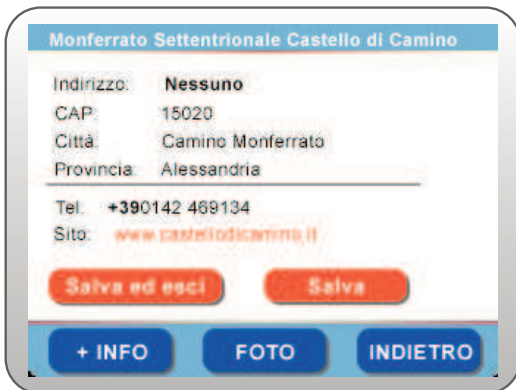 Monferrato Settentrionale Castello di Camino
Indirizzo: Nessuno
CAP: 15020
Città: Camino Monferrato
Provincia: Alessandria
Tel: +390142 469134
Sito: www.castellodicamino.it
Salva ed esci Salva
+ INFO FOTO INDIETRO